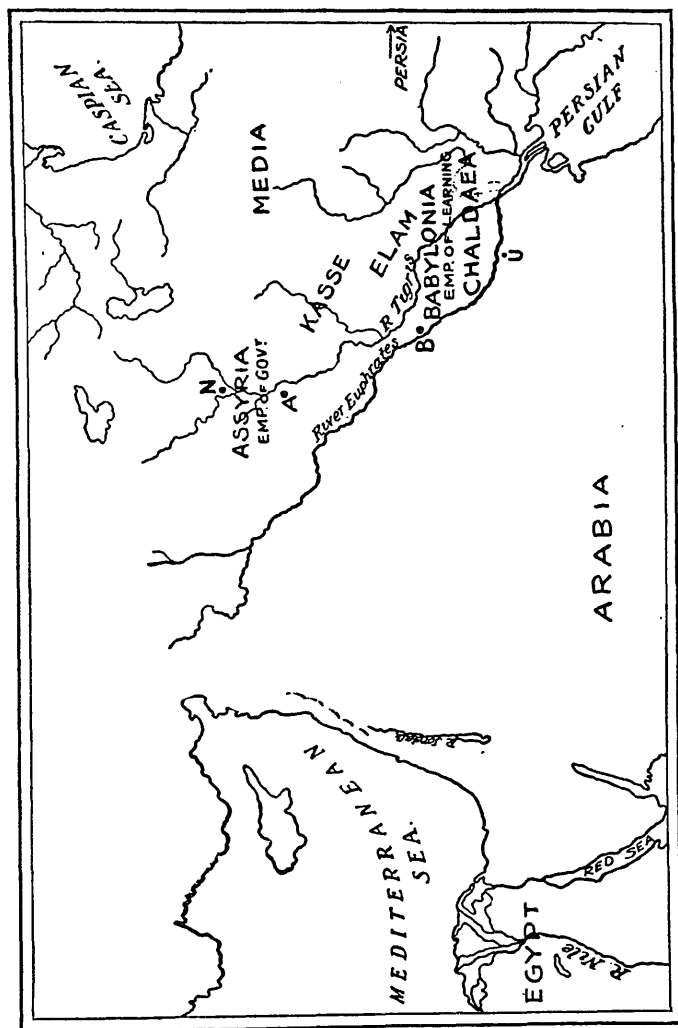 CASPIAN
SEA.
MEDIA
PERSIA
PERSIAN
GULF
KASSE
ELAM
ASSYRIA
EMP. OF GOVT
N
A
R Tigris
River Euphrates
B
BABYLONIA
EMP. OF LEARNING
CHALDAEA
U
ARABIA
MEDITERRANEAN
SEA.
R. Jordan
RED SEA
EGYPT
R. Nile